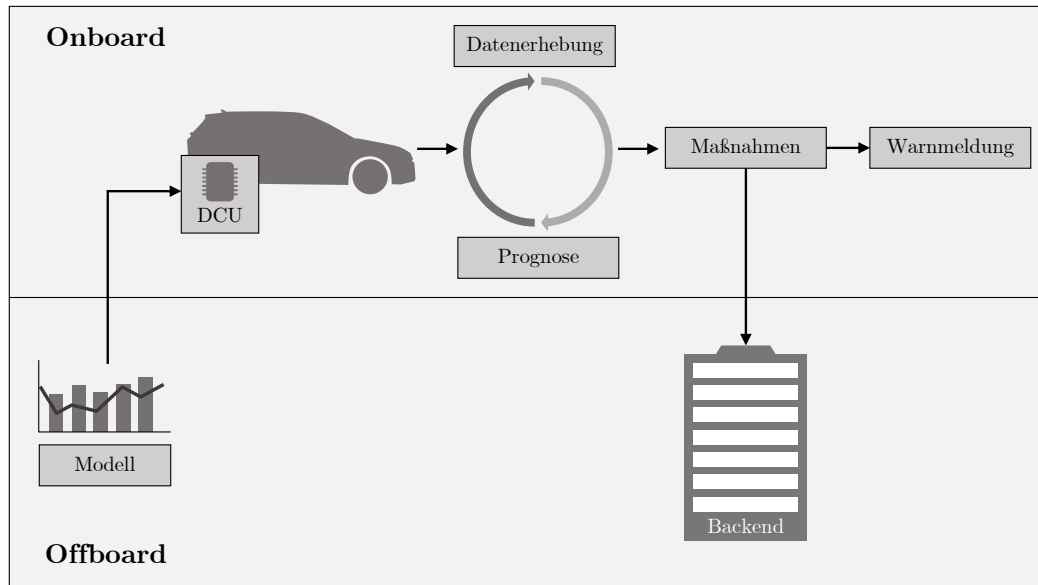 Onboard
Datenerhebung
Maßnahmen
Warnmeldung
DCU
Prognose
Modell
Backend
Offboard